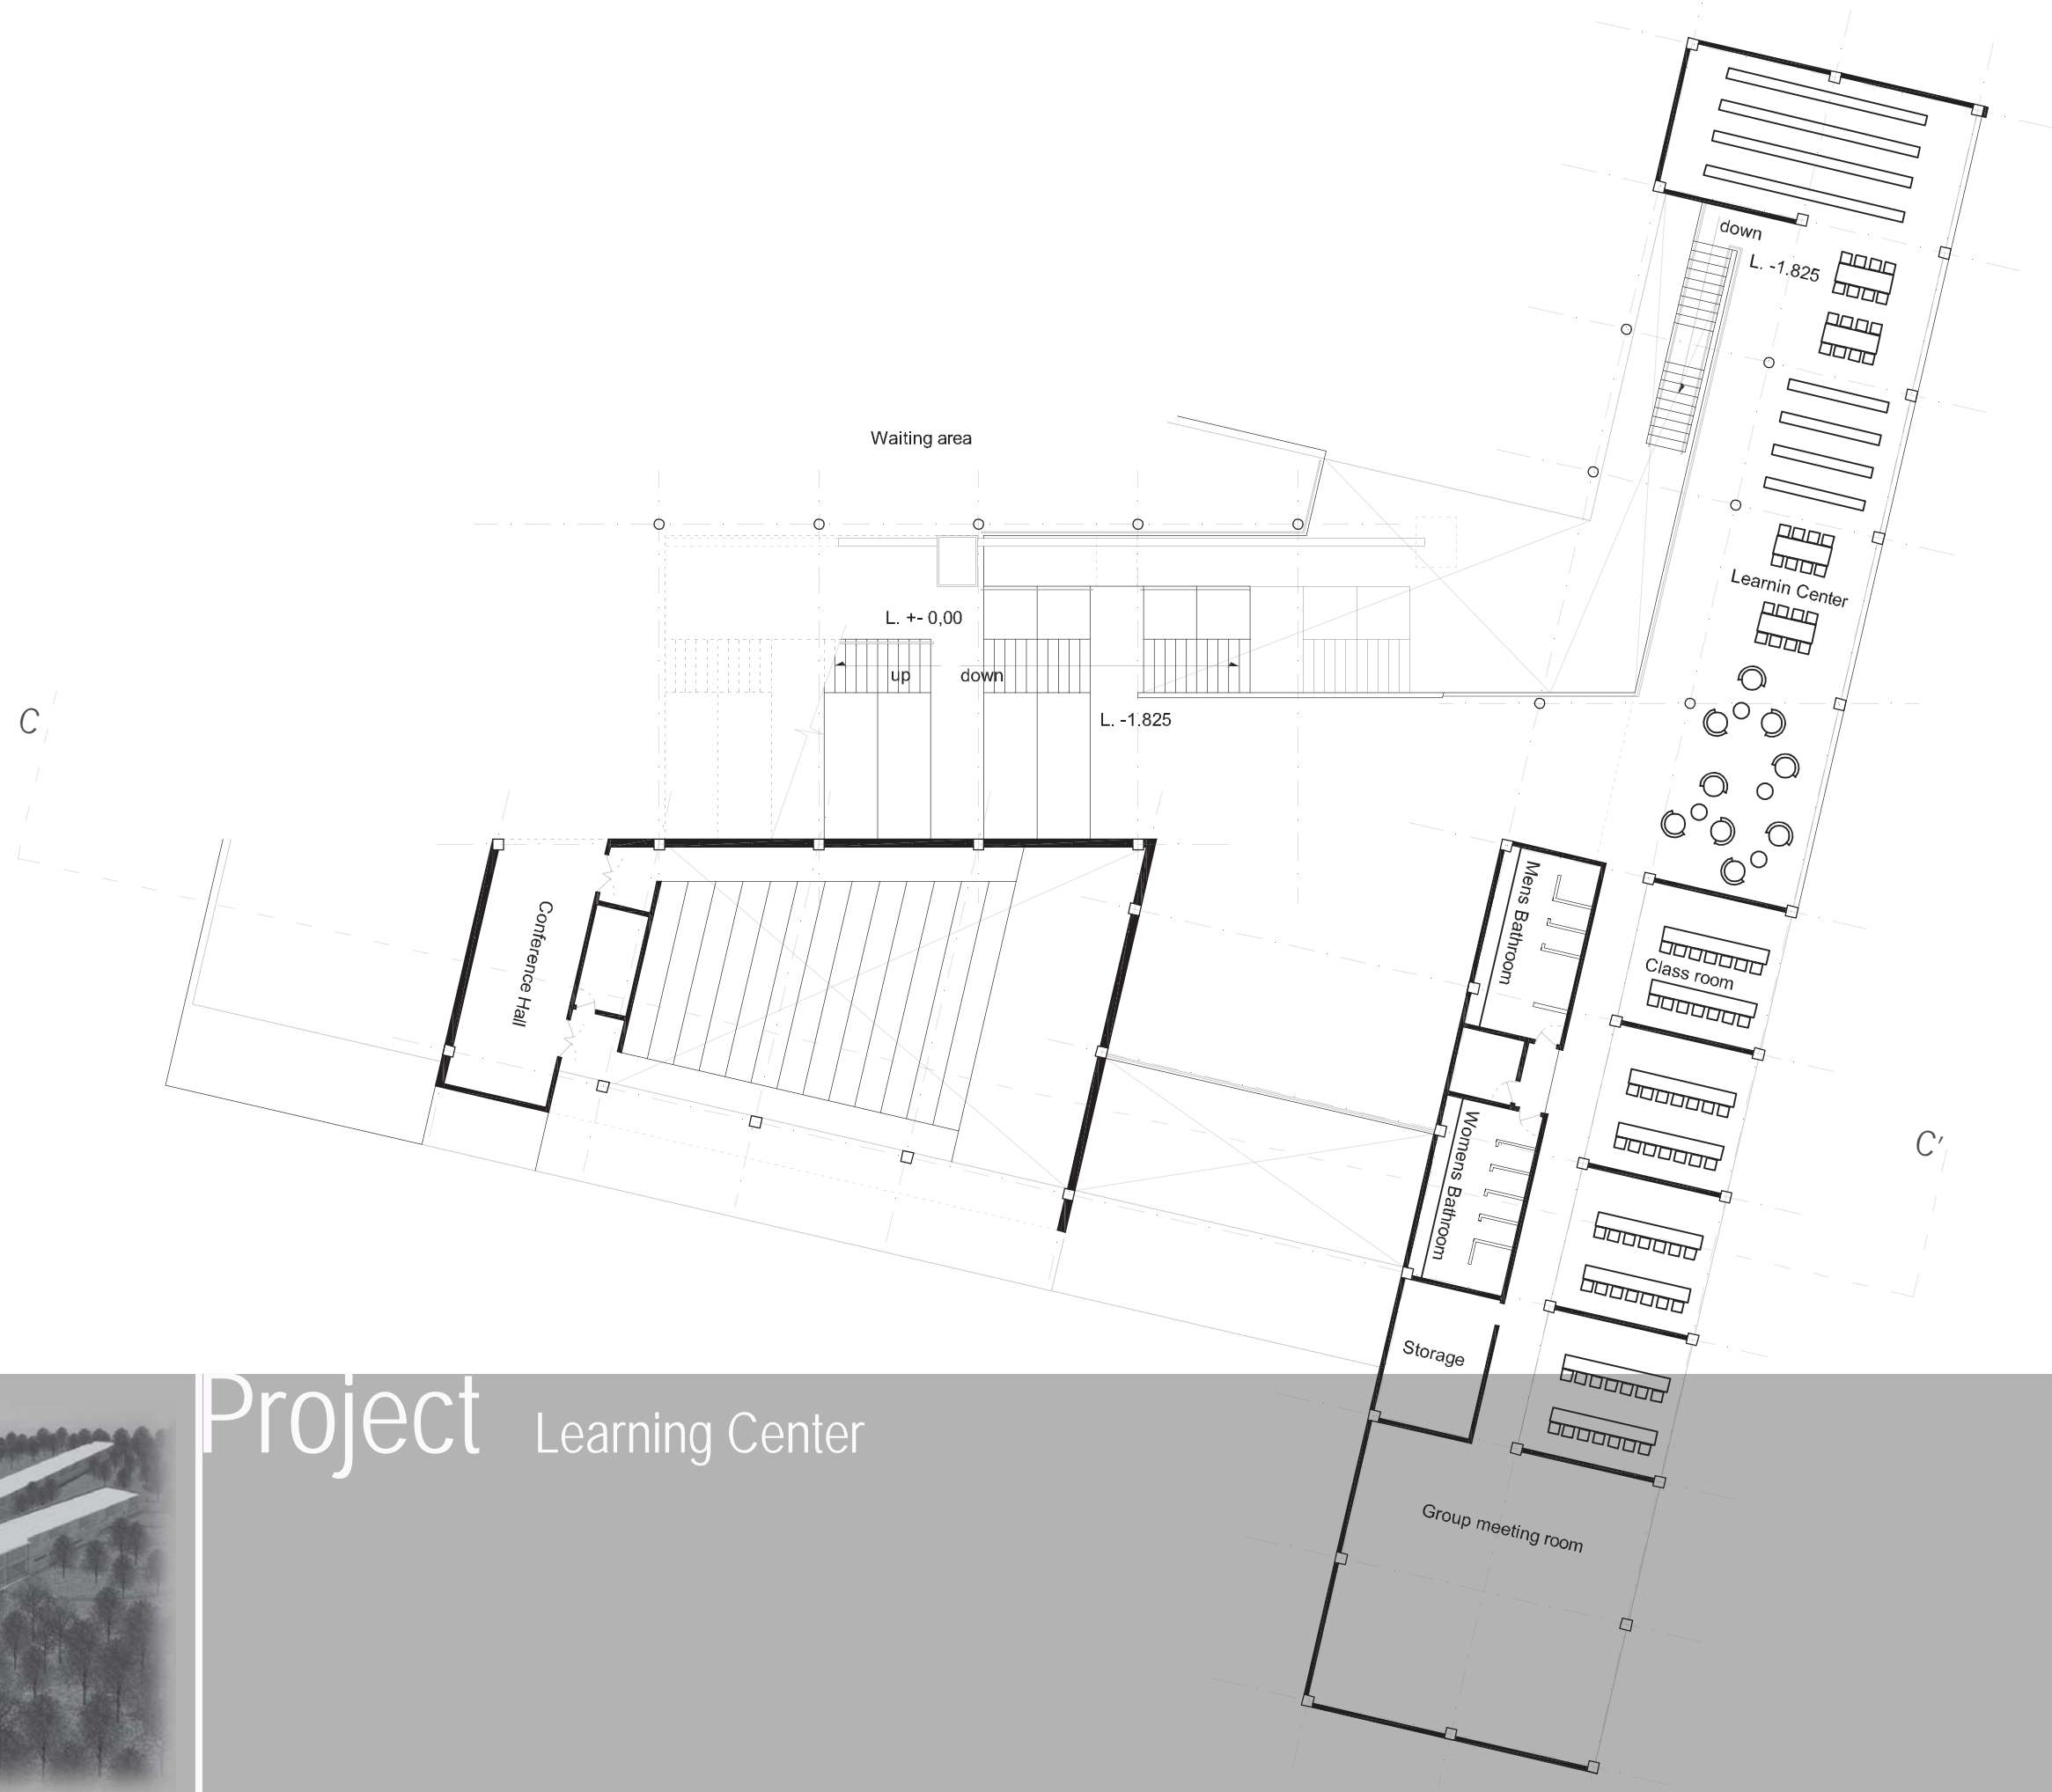 down
L. -1.825
Waiting area
Learnin Center
L. +- 0,00
up
down
L. -1.825
C
Conference Hall
Mens Bathroom
Class room
Womens Bathroom
C'
Storage
Project Learning Center
Group meeting room